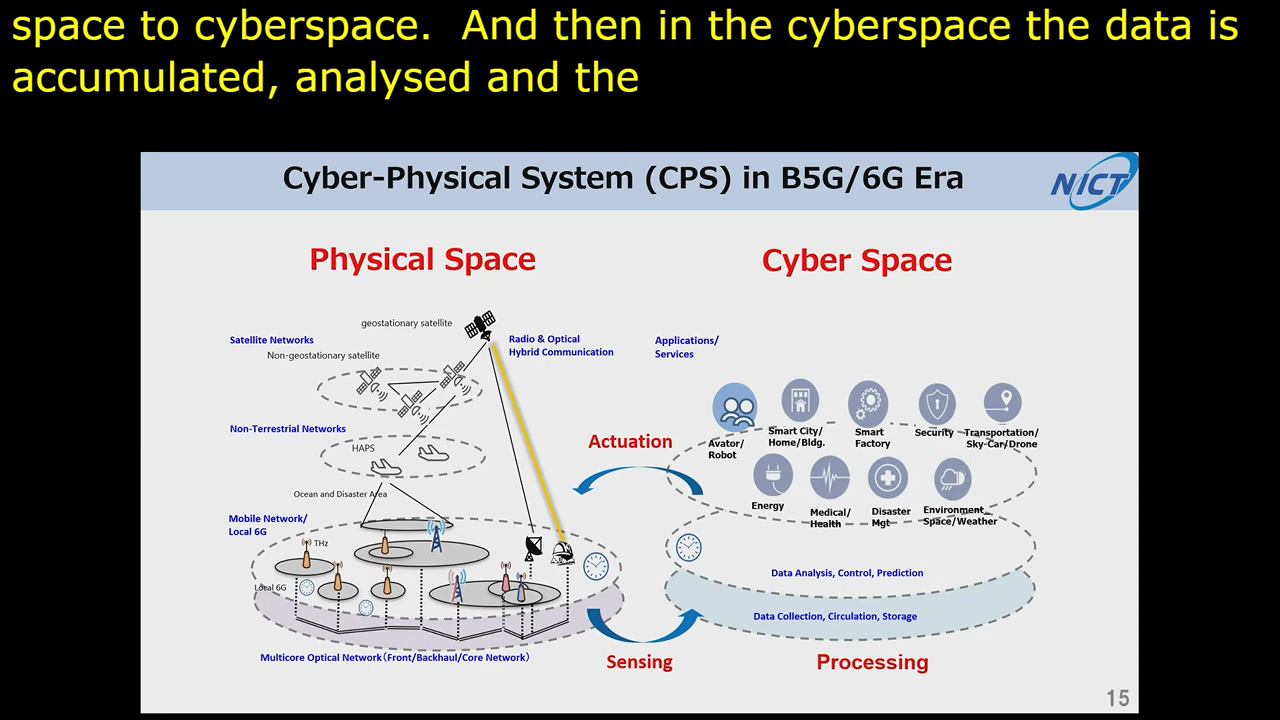 space to cyberspace.  And then in the cyberspace the data is
accumulated, analysed and the
Cyber-Physical System (CPS) in B5G/6G Era
NICT
Physical Space
Cyber Space
geostationary satellite
Satellite Networks
Non-geostationary satellite
Radio & Optical
Hybrid Communication
Applications/
Services
Non-Terrestrial Networks
HAPS
Actuation
Avator/
Robot
Smart City/
Home/Bldg.
Smart
Factory
Security
Transportation/
Sky-Car/Drone
Ocean and Disaster Area
Energy
Medical/
Health
Disaster
Mgt
Environment
Space/Weather
Mobile Network/
Local 6G
THz
Local 6G
Data Analysis, Control, Prediction
Data Collection, Circulation, Storage
Multicore Optical Network(Front/Backhaul/Core Network)
Sensing
Processing
15